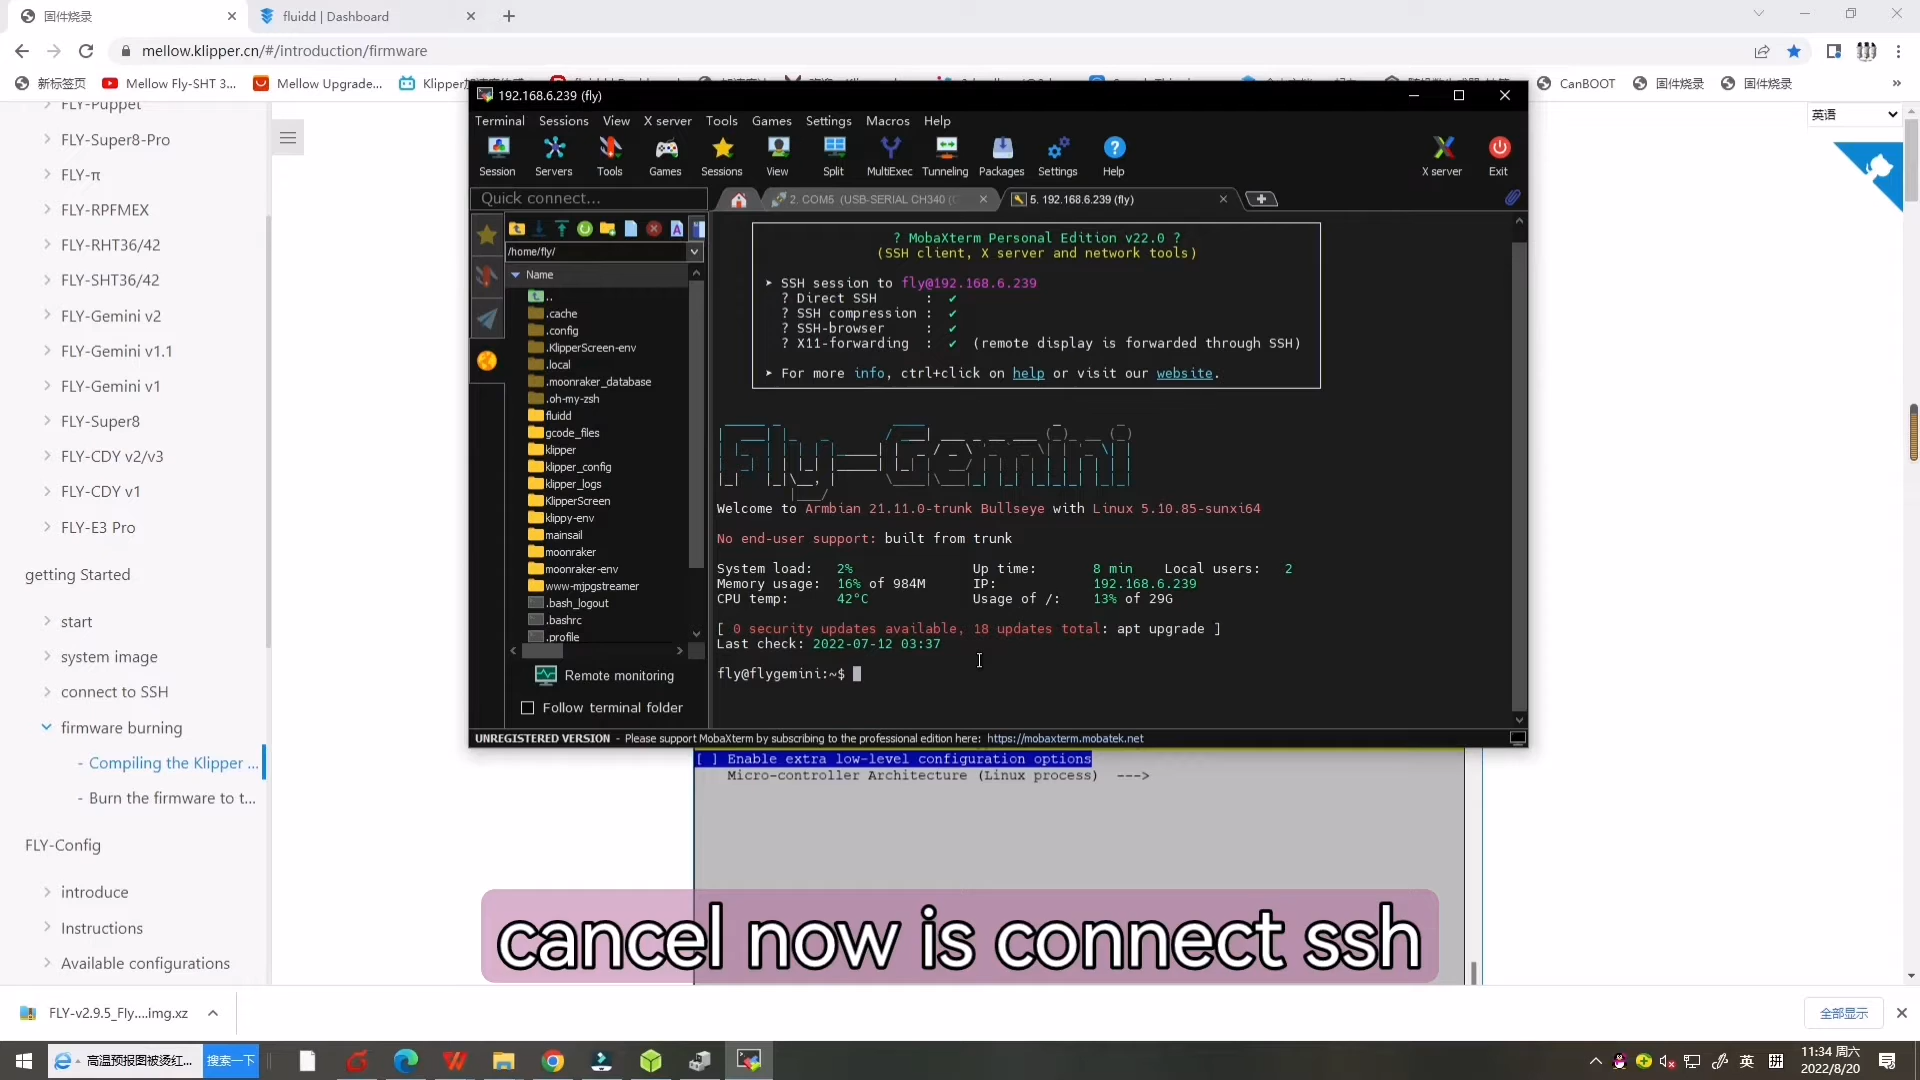 固件烧录
fluidd | Dashboard
mellow.klipper.cn/#/introduction/firmware
新标签页
Mellow Fly-SHT 3...
Mellow Upgrade...
CanBOOT
固件烧录
固件烧录
FLY-Puppet
FLY-Super8-Pro
FLY-π
FLY-RPFMEX
FLY-RHT36/42
FLY-SHT36/42
FLY-Gemini v2
FLY-Gemini v1.1
FLY-Gemini v1
FLY-Super8
FLY-CDY v2/v3
FLY-CDY v1
FLY-E3 Pro
getting Started
start
system image
connect to SSH
firmware burning
- Compiling the Klipper ...
- Burn the firmware to t...
FLY-Config
introduce
Instructions
Available configurations
英语
192.168.6.239 (fly)
Terminal Sessions View X server Tools Games Settings Macros Help
Session Servers Tools Games Sessions View Split MultiExec Tunneling Packages Settings Help X server Exit
Quick connect...
2. COM5 (USB-SERIAL CH340 (
5. 192.168.6.239 (fly)
/home/fly/
Name
..
.cache
.config
.KlipperScreen-env
.local
.moonraker_database
.oh-my-zsh
fluidd
gcode_files
klipper
klipper_config
klipper_logs
KlipperScreen
klippy-env
mainsail
moonraker
moonraker-env
www-mjpgstreamer
.bash_logout
.bashrc
.profile
Remote monitoring
Follow terminal folder
? MobaXterm Personal Edition v22.0 ?
(SSH client, X server and network tools)
➤ SSH session to fly@192.168.6.239
? Direct SSH : ✔
? SSH compression : ✔
? SSH-browser : ✔
? X11-forwarding : ✔ (remote display is forwarded through SSH)
➤ For more info, ctrl+click on help or visit our website.
Fly-Gemini
Welcome to Armbian 21.11.0-trunk Bullseye with Linux 5.10.85-sunxi64
No end-user support: built from trunk
System load: 2% Up time: 8 min Local users: 2
Memory usage: 16% of 984M IP: 192.168.6.239
CPU temp: 42°C Usage of /: 13% of 29G
[ 0 security updates available, 18 updates total: apt upgrade ]
Last check: 2022-07-12 03:37
fly@flygemini:~$
UNREGISTERED VERSION - Please support MobaXterm by subscribing to the professional edition here: https://mobaxterm.mobatek.net
[ ] Enable extra low-level configuration options
Micro-controller Architecture (Linux process) --->
cancel now is connect ssh
FLY-v2.9.5_Fly....img.xz
全部显示
高温预报图被烫红...
搜索一下
英
拼
11:34 周六
2022/8/20